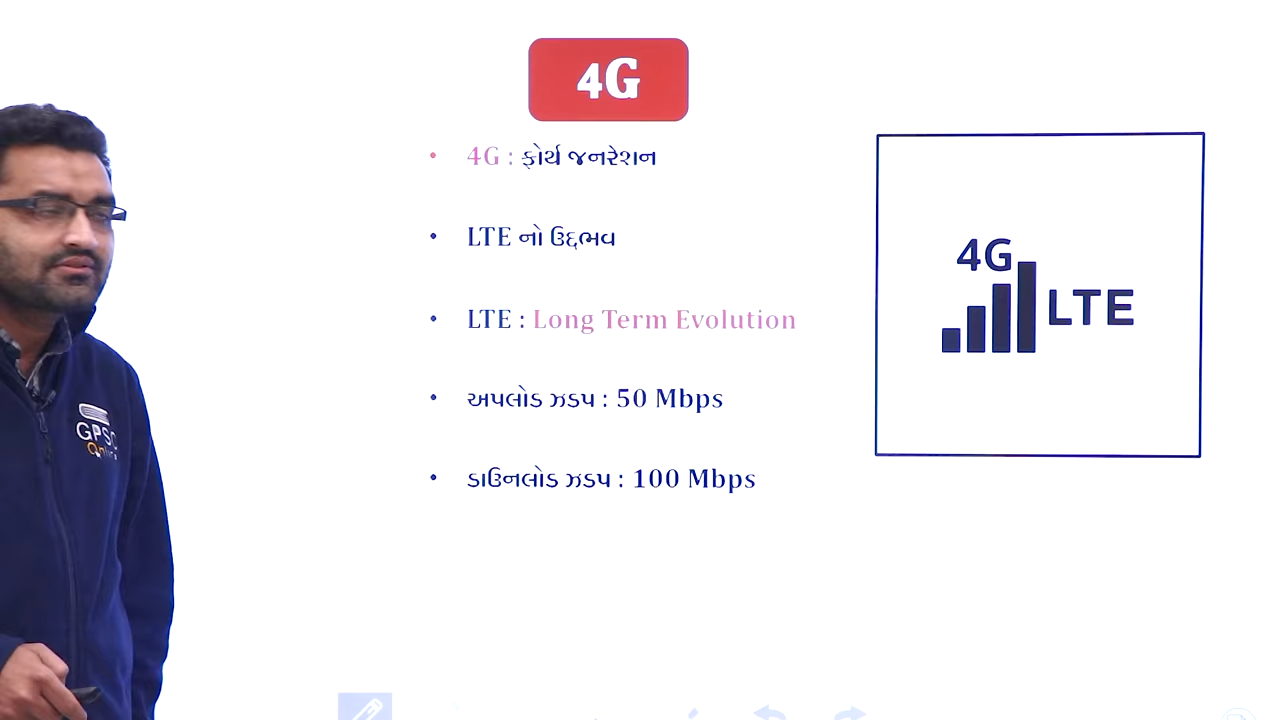 4G
4G : ફોર્થ જનરેશન
LTE નો ઉદ્દભવ
LTE : Long Term Evolution
અપલોડ ઝડપ : 50 Mbps
ડાઉનલોડ ઝડપ : 100 Mbps
4G
LTE
GPSC
Online